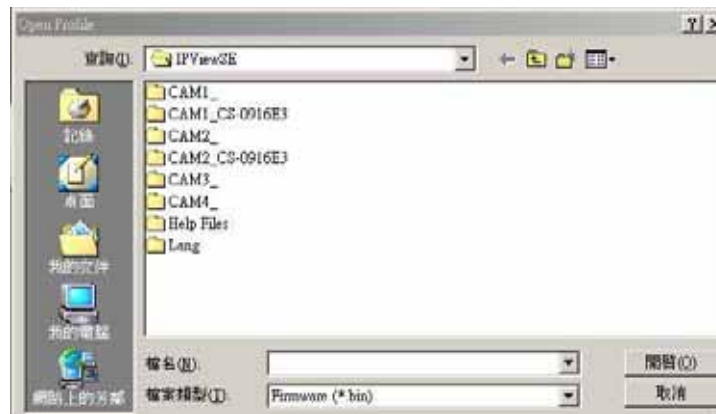 Open Profile
查詢(I):
IPViewSE
CAM1_
CAM1_CS-0916E3
CAM2_
CAM2_CS-0916E3
CAM3_
CAM4_
Help Files
Lang
記錄
桌面
我的文件
我的電腦
網路上的芳鄰
檔名(N):
開啟(O)
檔案類型(T):
Firmware (*.bin)
取消